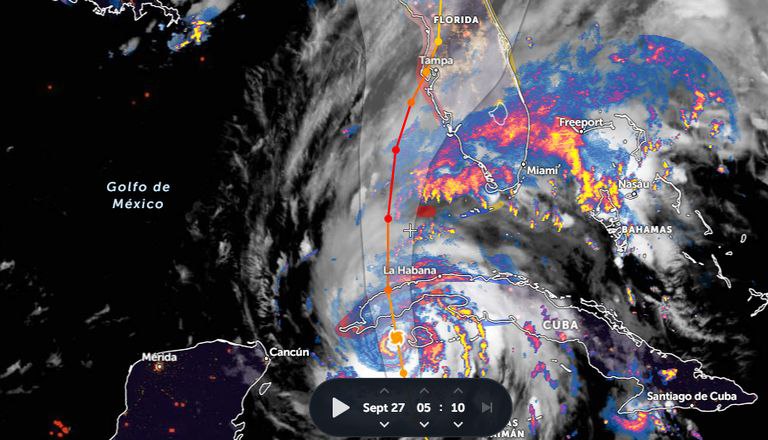 FLORIDA
Tampa
Freeport
Golfo de
México
Miami
Nasáu
BAHAMAS
La Habana
CUBA
Mérida
Cancún
Santiago de Cuba
Sept 27 05 : 10